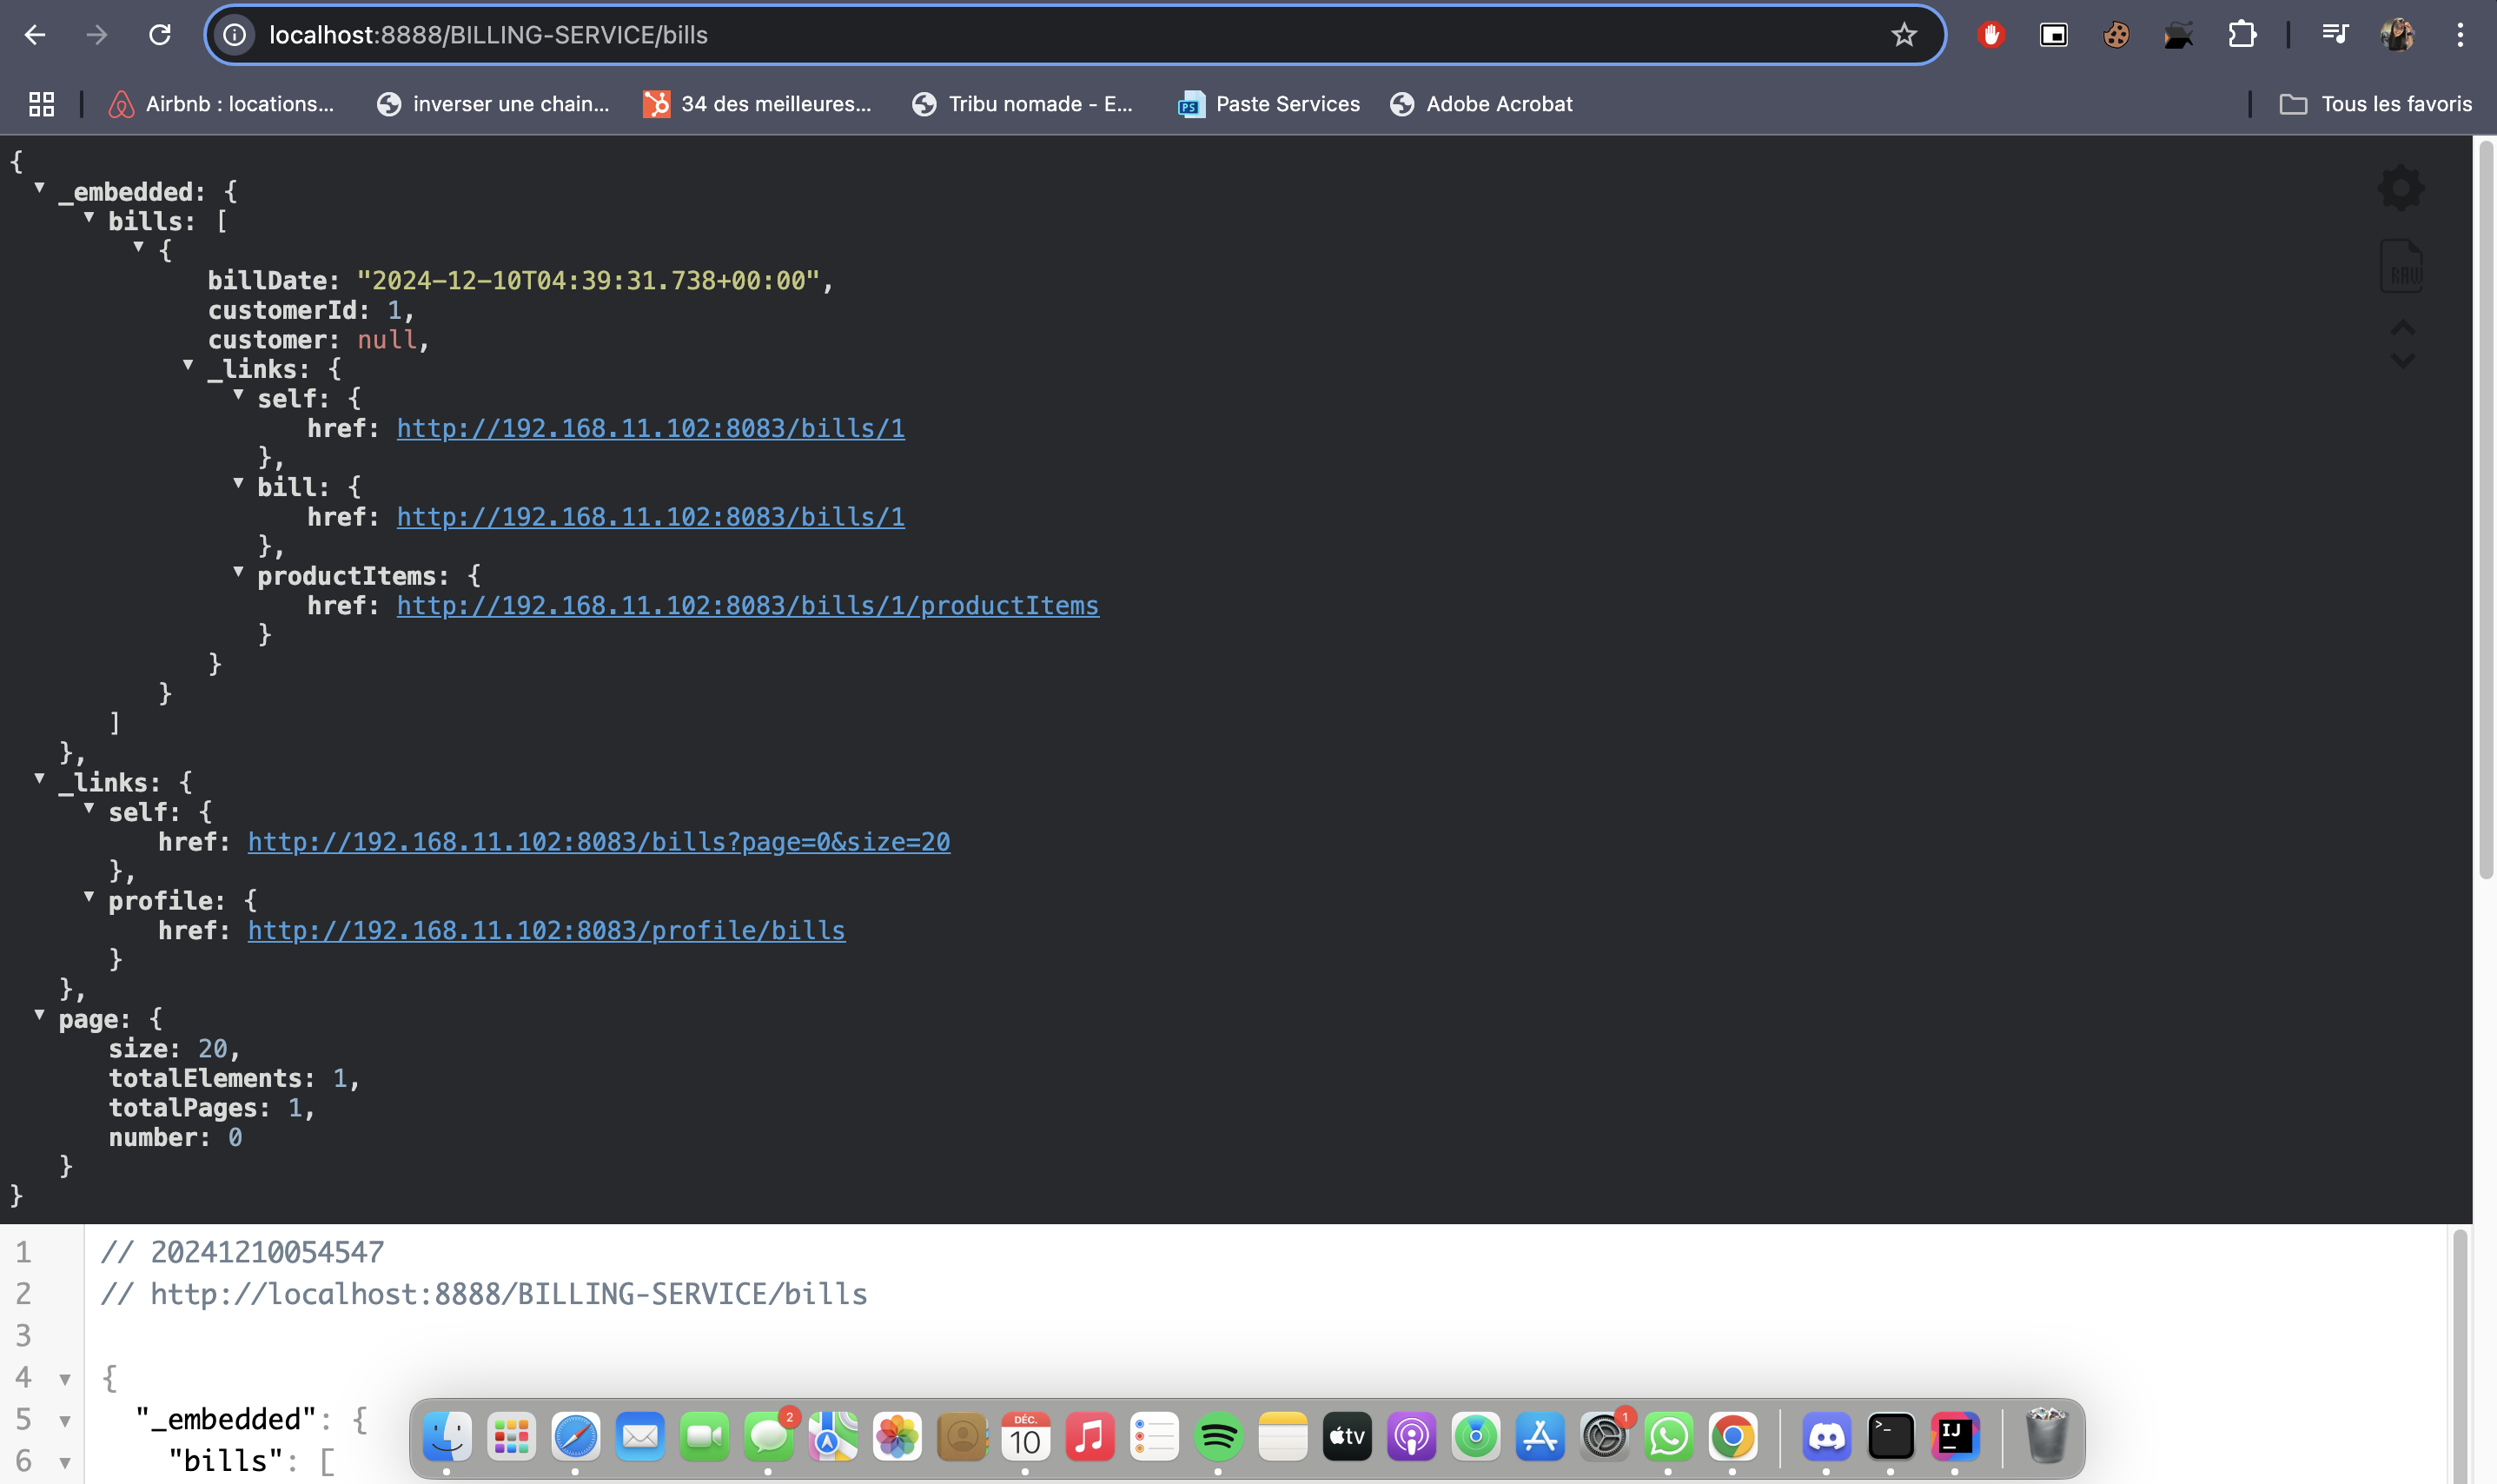 localhost:8888/BILLING-SERVICE/bills
Airbnb : locations... inverser une chain... 34 des meilleures... Tribu nomade - E... PS Paste Services Adobe Acrobat Tous les favoris
{
_embedded: {
bills: [
{
billDate: "2024-12-10T04:39:31.738+00:00",
customerId: 1,
customer: null,
_links: {
self: {
href: http://192.168.11.102:8083/bills/1
},
bill: {
href: http://192.168.11.102:8083/bills/1
},
productItems: {
href: http://192.168.11.102:8083/bills/1/productItems
}
}
}
]
},
_links: {
self: {
href: http://192.168.11.102:8083/bills?page=0&size=20
},
profile: {
href: http://192.168.11.102:8083/profile/bills
}
},
page: {
size: 20,
totalElements: 1,
totalPages: 1,
number: 0
}
}
RAW
1 // 20241210054547
2 // http://localhost:8888/BILLING-SERVICE/bills
3
4 {
5 "_embedded": {
6 "bills": [
2 DÉC. 10 tv 1 >_ IJ